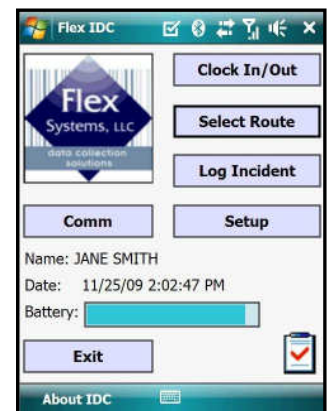 Flex IDC
Clock In/Out
Flex
Systems, LLC
data collection
solutions
Select Route
Log Incident
Comm
Setup
Name: JANE SMITH
Date: 11/25/09 2:02:47 PM
Battery:
Exit
About IDC